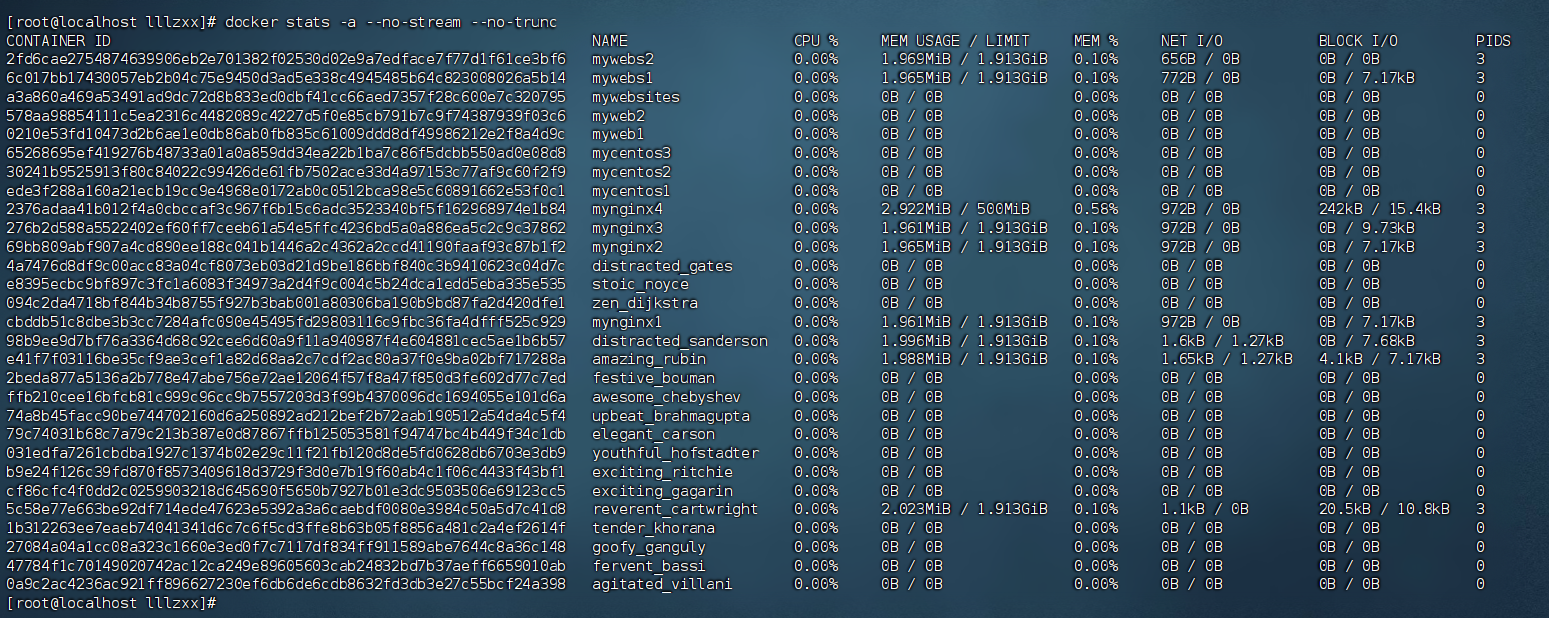 [root@localhost lllzxx]# docker stats -a --no-stream --no-trunc
CONTAINER ID NAME CPU % MEM USAGE / LIMIT MEM % NET I/O BLOCK I/O PIDS
2fd6cae2754874639906eb2e701382f02530d02e9a7edface7f77d1f61ce3bf6 mywebs2 0.00% 1.969MiB / 1.913GiB 0.10% 656B / 0B 0B / 0B 3
6c017bb17430057eb2b04c75e9450d3ad5e338c4945485b64c823008026a5b14 mywebs1 0.00% 1.965MiB / 1.913GiB 0.10% 772B / 0B 0B / 7.17kB 3
a3a860a469a53491ad9dc72d8b833ed0dbf41cc66aed7357f28c600e7c320795 mywebsites 0.00% 0B / 0B 0.00% 0B / 0B 0B / 0B 0
578aa98854111c5ea2316c4482089c4227d5f0e85cb791b7c9f74387939f03c6 myweb2 0.00% 0B / 0B 0.00% 0B / 0B 0B / 0B 0
0210e53fd10473d2b6ae1e0db86ab0fb835c61009ddd8df49986212e2f8a4d9c myweb1 0.00% 0B / 0B 0.00% 0B / 0B 0B / 0B 0
65268695ef419276b48733a01a0a859dd34ea22b1ba7c86f5dcbb550ad0e08d8 mycentos3 0.00% 0B / 0B 0.00% 0B / 0B 0B / 0B 0
30241b9525913f80c84022c99426de61fb7502ace33d4a97153c77af9c60f2f9 mycentos2 0.00% 0B / 0B 0.00% 0B / 0B 0B / 0B 0
ede3f288a160a21ecb19cc9e4968e0172ab0c0512bca98e5c60891662e53f0c1 mycentos1 0.00% 0B / 0B 0.00% 0B / 0B 0B / 0B 0
2376adaa41b012f4a0cbccaf3c967f6b15c6adc3523340bf5f162968974e1b84 mynginx4 0.00% 2.922MiB / 500MiB 0.58% 972B / 0B 242kB / 15.4kB 3
276b2d588a5522402ef60ff7ceeb61a54e5ffc4236bd5a0a886ea5c2c9c37862 mynginx3 0.00% 1.961MiB / 1.913GiB 0.10% 972B / 0B 0B / 9.73kB 3
69bb809abf907a4cd890ee188c041b1446a2c4362a2ccd41190faaf93c87b1f2 mynginx2 0.00% 1.965MiB / 1.913GiB 0.10% 972B / 0B 0B / 7.17kB 3
4a7476d8df9c00acc83a04cf8073eb03d21d9be186bbf840c3b9410623c04d7c distracted_gates 0.00% 0B / 0B 0.00% 0B / 0B 0B / 0B 0
e8395ecbc9bf897c3fc1a6083f34973a2d4f9c004c5b24dca1edd5eba335e535 stoic_noyce 0.00% 0B / 0B 0.00% 0B / 0B 0B / 0B 0
094c2da4718bf844b34b8755f927b3bab001a80306ba190b9bd87fa2d420dfe1 zen_dijkstra 0.00% 0B / 0B 0.00% 0B / 0B 0B / 0B 0
cbddb51c8dbe3b3cc7284afc090e45495fd29803116c9fbc36fa4dfff525c929 mynginx1 0.00% 1.961MiB / 1.913GiB 0.10% 972B / 0B 0B / 7.17kB 3
98b9ee9d7bf76a3364d68c92cee6d60a9f11a940987f4e604881cec5ae1b6b57 distracted_sanderson 0.00% 1.996MiB / 1.913GiB 0.10% 1.6kB / 1.27kB 0B / 7.68kB 3
e41f7f03116be35cf9ae3cef1a82d68aa2c7cdf2ac80a37f0e9ba02bf717288a amazing_rubin 0.00% 1.988MiB / 1.913GiB 0.10% 1.65kB / 1.27kB 4.1kB / 7.17kB 3
2beda877a5136a2b778e47abe756e72ae12064f57f8a47f850d3fe602d77c7ed festive_bouman 0.00% 0B / 0B 0.00% 0B / 0B 0B / 0B 0
ffb210cee16bfcb81c999c96cc9b7557203d3f99b4370096dc1694055e101d6a awesome_chebyshev 0.00% 0B / 0B 0.00% 0B / 0B 0B / 0B 0
74a8b45facc90be744702160d6a250892ad212bef2b72aab190512a54da4c5f4 upbeat_brahmagupta 0.00% 0B / 0B 0.00% 0B / 0B 0B / 0B 0
79c74031b68c7a79c213b387e0d87867ffb125053581f94747bc4b449f34c1db elegant_carson 0.00% 0B / 0B 0.00% 0B / 0B 0B / 0B 0
031edfa7261cbdba1927c1374b02e29c11f21fb120d8de5fd0628db6703e3db9 youthful_hofstadter 0.00% 0B / 0B 0.00% 0B / 0B 0B / 0B 0
b9e24f126c39fd870f8573409618d3729f3d0e7b19f60ab4c1f06c4433f43bf1 exciting_ritchie 0.00% 0B / 0B 0.00% 0B / 0B 0B / 0B 0
cf86cfc4f0dd2c0259903218d645690f5650b7927b01e3dc9503506e69123cc5 exciting_gagarin 0.00% 0B / 0B 0.00% 0B / 0B 0B / 0B 0
5c58e77e663be92df714ede47623e5392a3a6caebdf0080e3984c50a5d7c41d8 reverent_cartwright 0.00% 2.023MiB / 1.913GiB 0.10% 1.1kB / 0B 20.5kB / 10.8kB 3
1b312263ee7eaeb74041341d6c7c6f5cd3ffe8b63b05f8856a481c2a4ef2614f tender_khorana 0.00% 0B / 0B 0.00% 0B / 0B 0B / 0B 0
27084a04a1cc08a323c1660e3ed0f7c7117df834ff911589abe7644c8a36c148 goofy_ganguly 0.00% 0B / 0B 0.00% 0B / 0B 0B / 0B 0
47784f1c70149020742ac12ca249e89605603cab24832bd7b37aeff6659010ab fervent_bassi 0.00% 0B / 0B 0.00% 0B / 0B 0B / 0B 0
0a9c2ac4236ac921ff896627230ef6db6de6cdb8632fd3db3e27c55bcf24a398 agitated_villani 0.00% 0B / 0B 0.00% 0B / 0B 0B / 0B 0
[root@localhost lllzxx]#